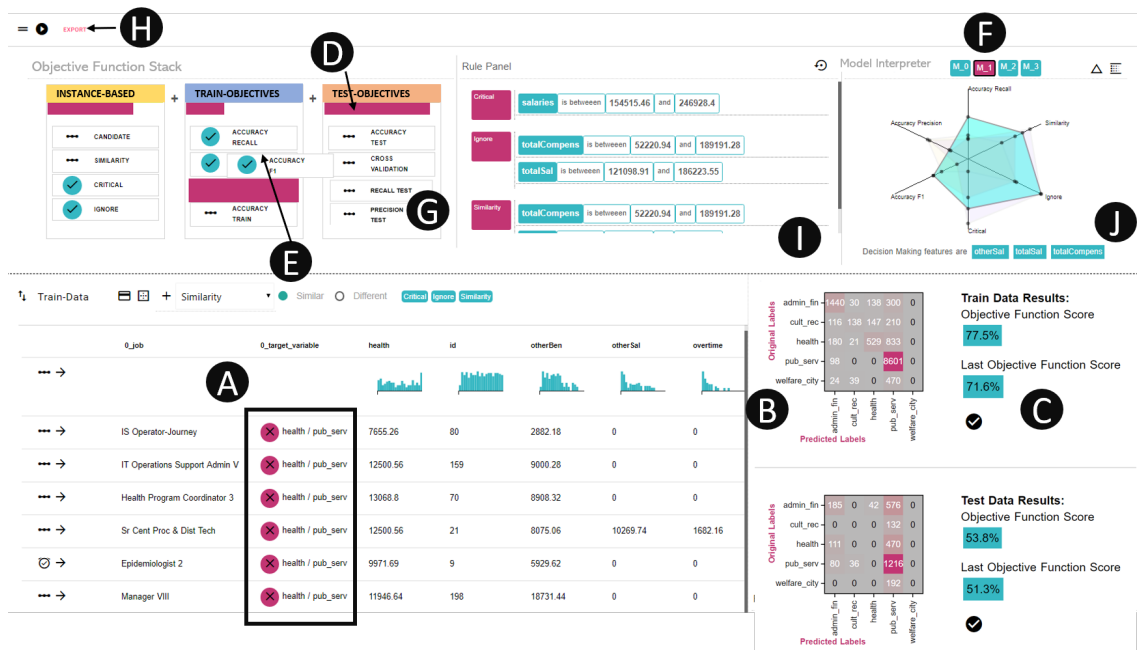 EXPORT
H
Objective Function Stack
INSTANCE-BASED + TRAIN-OBJECTIVES + TEST-OBJECTIVES
D
CANDIDATE
SIMILARITY
CRITICAL
IGNORE
ACCURACY RECALL
ACCURACY F1
ACCURACY TRAIN
ACCURACY TEST
CROSS VALIDATION
RECALL TEST
PRECISION TEST
E
G
Rule Panel
Critical
salaries is betweeen 154515.46 and 246928.4
Ignore
totalCompens is betweeen 52220.94 and 189191.28
totalSal is betweeen 121098.91 and 186223.55
Similarity
totalCompens is betweeen 52220.94 and 189191.28
I
F
Model Interpreter M_0 M_1 M_2 M_3
Accuracy Recall
Accuracy Precision
Similarity
Accuracy F1
Ignore
Critical
J
Decision Making features are otherSal totalSal totalCompens
Train-Data + Similarity Similar Different Critical Ignore Similarity
0_job 0_target_variable health id otherBen otherSal overtime
A
IS Operator-Journey health / pub_serv 7655.26 80 2882.18 0 0
IT Operations Support Admin V health / pub_serv 12500.56 159 9000.28 0 0
Health Program Coordinator 3 health / pub_serv 13068.8 70 8908.32 0 0
Sr Cent Proc & Dist Tech health / pub_serv 12500.56 21 8075.06 10269.74 1682.16
Epidemiologist 2 health / pub_serv 9971.69 9 5929.62 0 0
Manager VIII health / pub_serv 11946.64 198 18731.44 0 0
B
Original Labels
admin_fin 1440 30 138 300 0
cult_rec 116 138 147 210 0
health 180 21 529 833 0
pub_serv 98 0 0 8601 0
welfare_city 24 39 0 470 0
admin_fin cult_rec health pub_serv welfare_city
Predicted Labels
Train Data Results:
Objective Function Score
77.5%
Last Objective Function Score
71.6%
C
Original Labels
admin_fin 185 0 42 576 0
cult_rec 0 0 0 132 0
health 111 0 0 470 0
pub_serv 80 36 0 1216 0
welfare_city 0 0 0 192 0
admin_fin cult_rec health pub_serv welfare_city
Predicted Labels
Test Data Results:
Objective Function Score
53.8%
Last Objective Function Score
51.3%